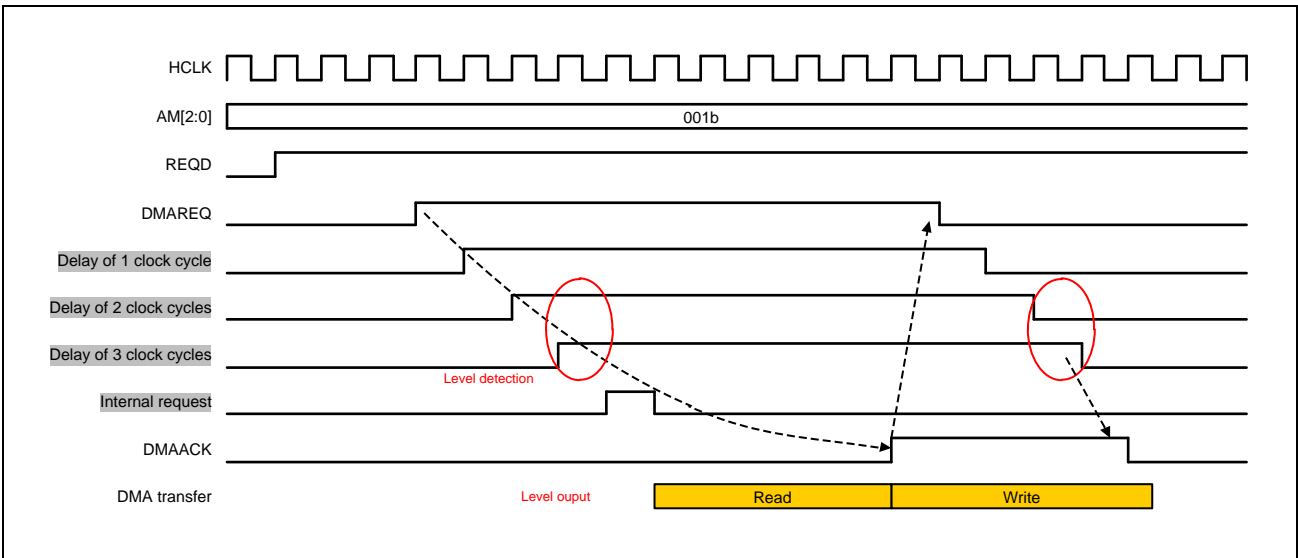 HCLK
AM[2:0]
001b
REQD
DMAREQ
Delay of 1 clock cycle
Delay of 2 clock cycles
Delay of 3 clock cycles
Level detection
Internal request
DMAACK
DMA transfer
Level ouput
Read
Write